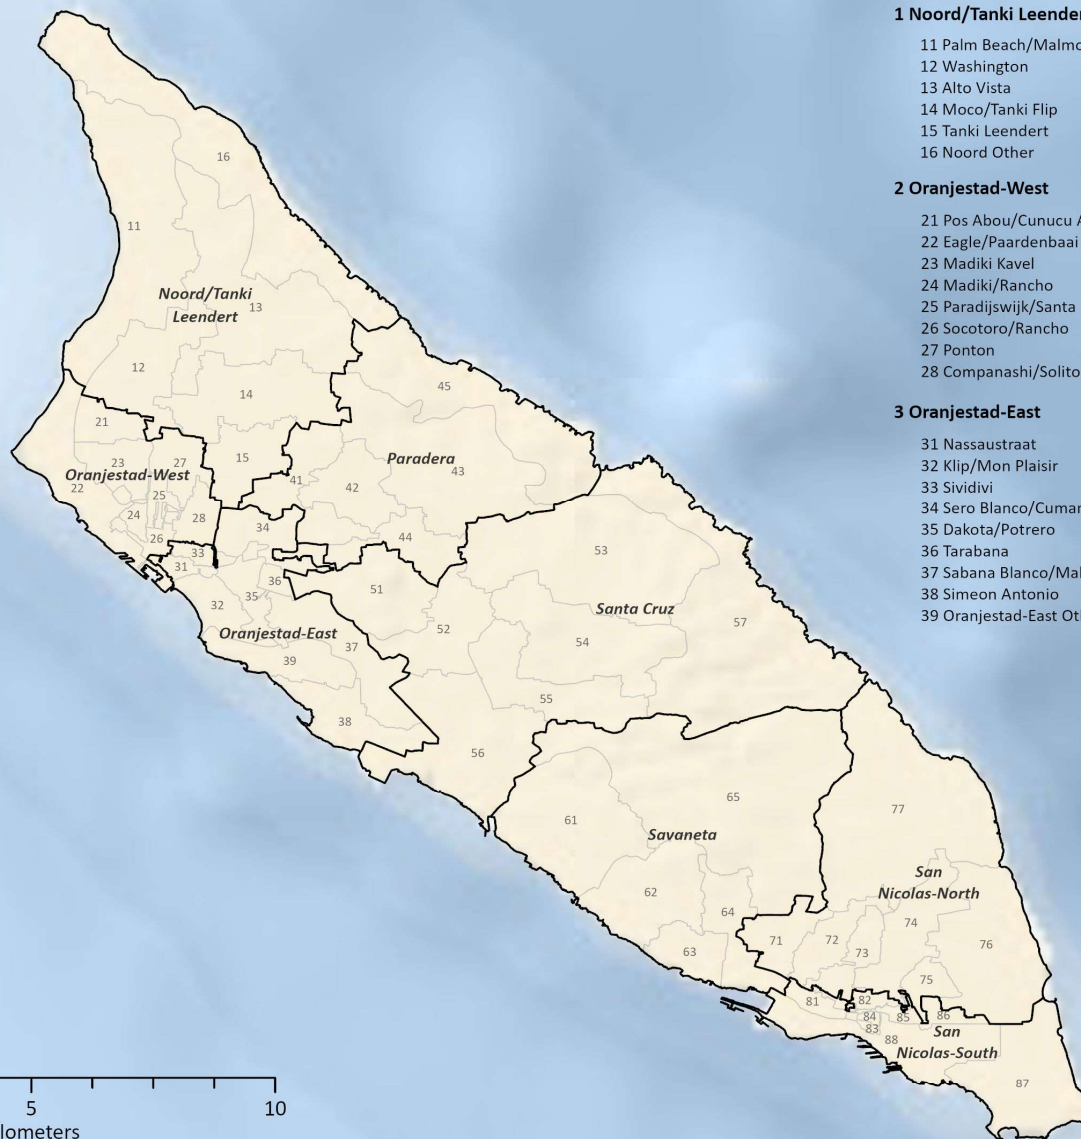 1 Noord/Tanki Leender
11 Palm Beach/Malmo
12 Washington
13 Alto Vista
14 Moco/Tanki Flip
15 Tanki Leendert
16 Noord Other
2 Oranjestad-West
21 Pos Abou/Cunucu A
22 Eagle/Paardenbaai
23 Madiki Kavel
24 Madiki/Rancho
25 Paradijswijk/Santa
26 Socotoro/Rancho
27 Ponton
28 Companashi/Solito
3 Oranjestad-East
31 Nassaustraat
32 Klip/Mon Plaisir
33 Sividivi
34 Sero Blanco/Cumar
35 Dakota/Potrero
36 Tarabana
37 Sabana Blanco/Mal
38 Simeon Antonio
39 Oranjestad-East Ot
16
11
Noord/Tanki
Leendert
13
12
14
15
45
Paradera
43
41
42
44
21
23
27
Oranjestad-West
22
25
24
28
26
34
33
31
36
35
32
Oranjestad-East
37
39
38
51
53
Santa Cruz
52
54
57
55
56
65
61
Savaneta
62
64
63
77
San
Nicolas-North
74
71
72
73
76
75
81
82
84
85
86
83
88
San
Nicolas-South
87
5
10
lometers